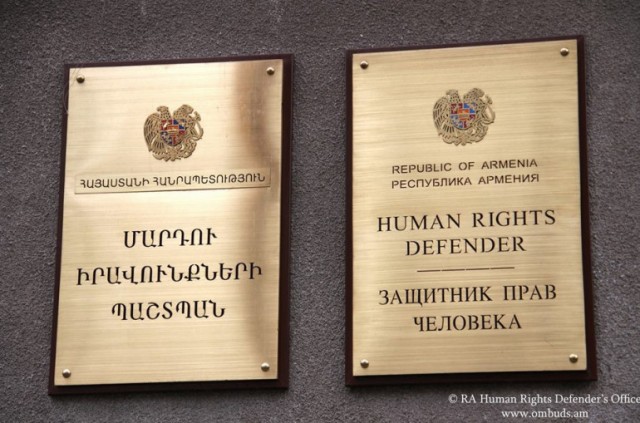 ՀԱՅԱՍՏԱՆԻ ՀԱՆՐԱՊԵՏՈՒԹՅՈՒՆ
ՄԱՐԴՈՒ
ԻՐԱՎՈՒՆՔՆԵՐԻ
ՊԱՇՏՊԱՆ
REPUBLIC OF ARMENIA
РЕСПУБЛИКА АРМЕНИЯ
HUMAN RIGHTS
DEFENDER
ЗАЩИТНИК ПРАВ
ЧЕЛОВЕКА
© RA Human Rights Defender's Office
www.ombuds.am